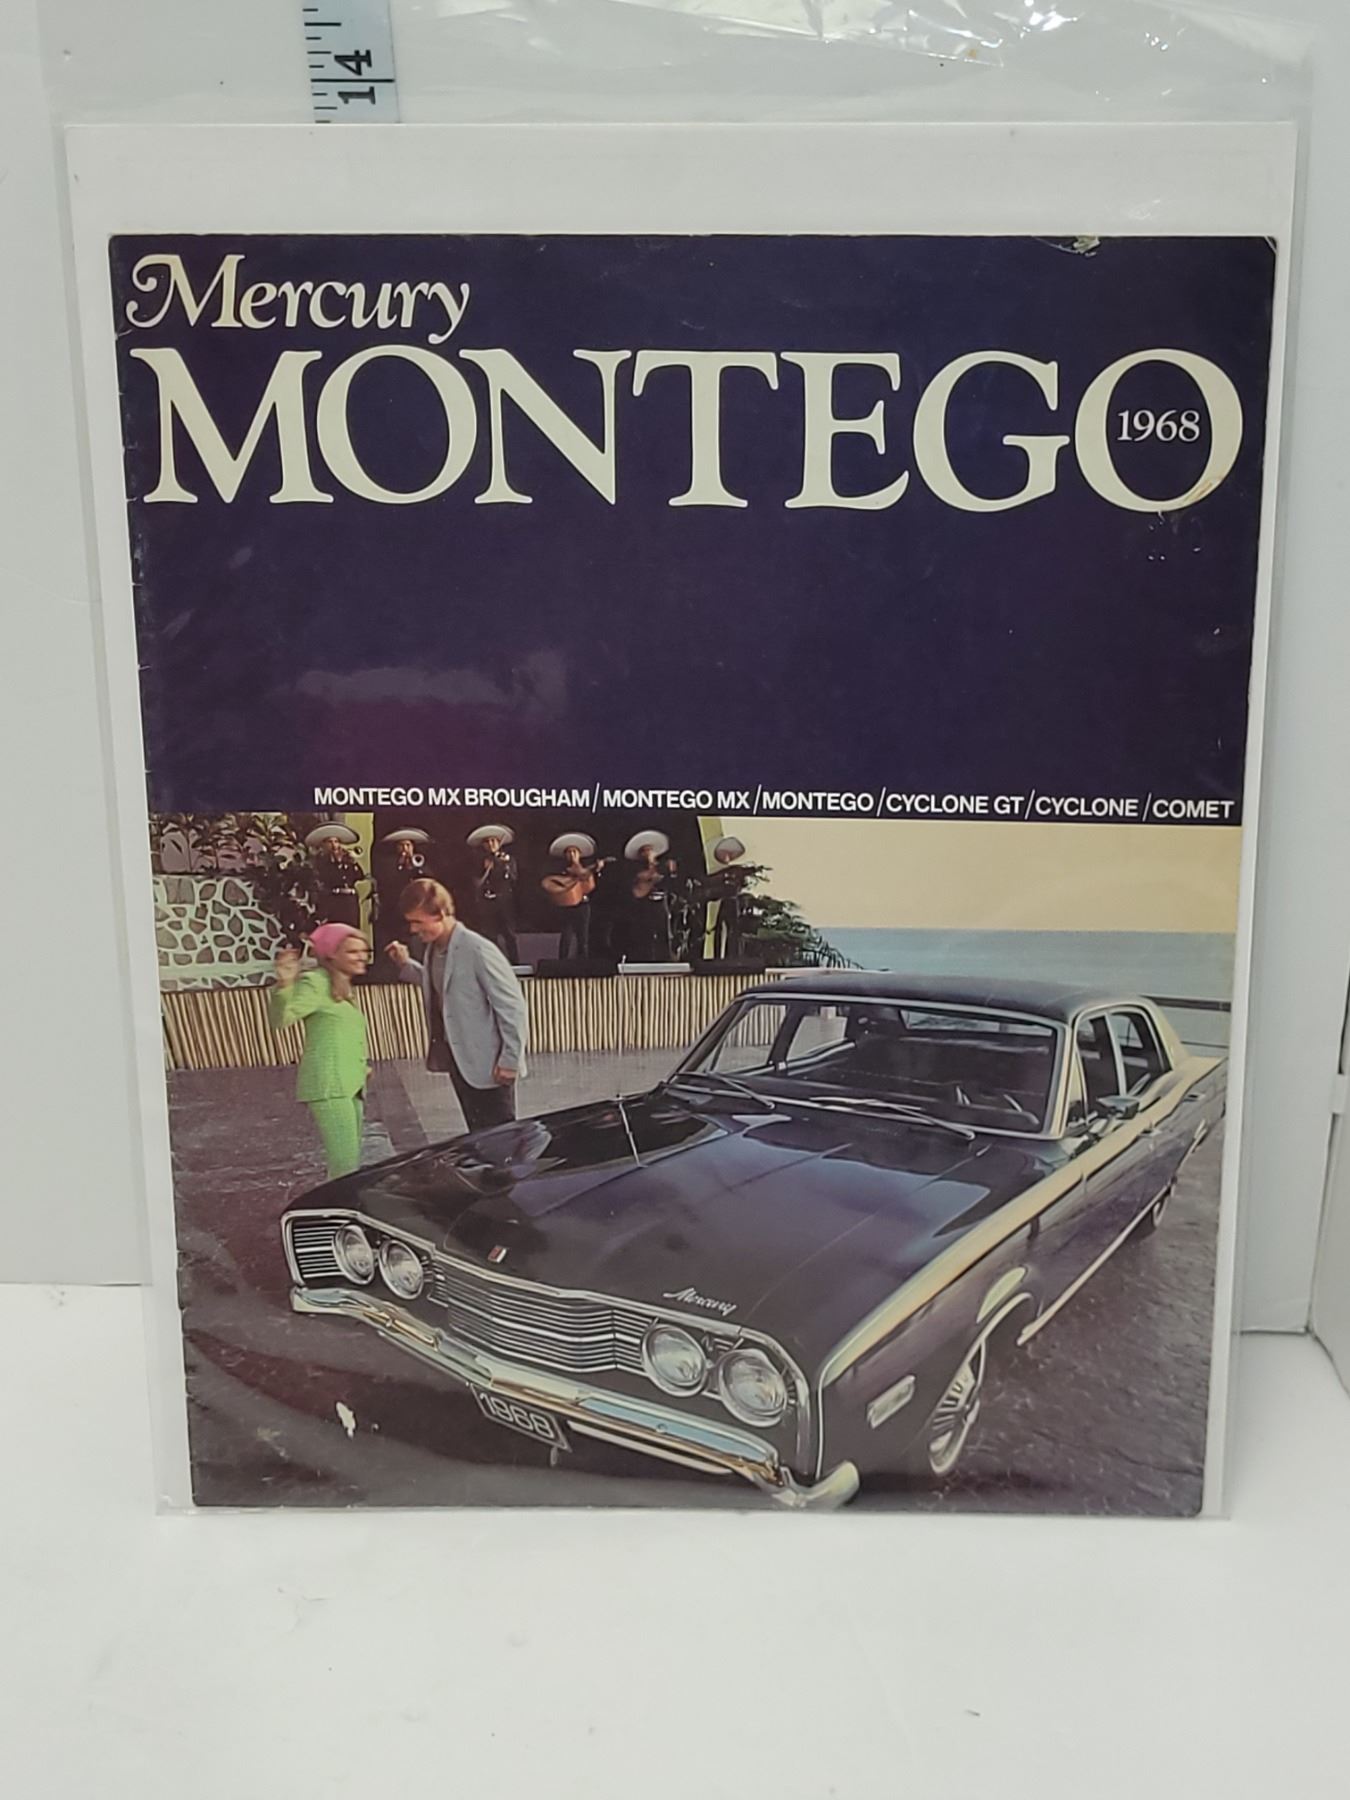 14
Mercury
MONTEGO
1968
MONTEGO MX BROUGHAM/MONTEGO MX/MONTEGO/CYCLONE GT/CYCLONE/COMET
Mercury
1968